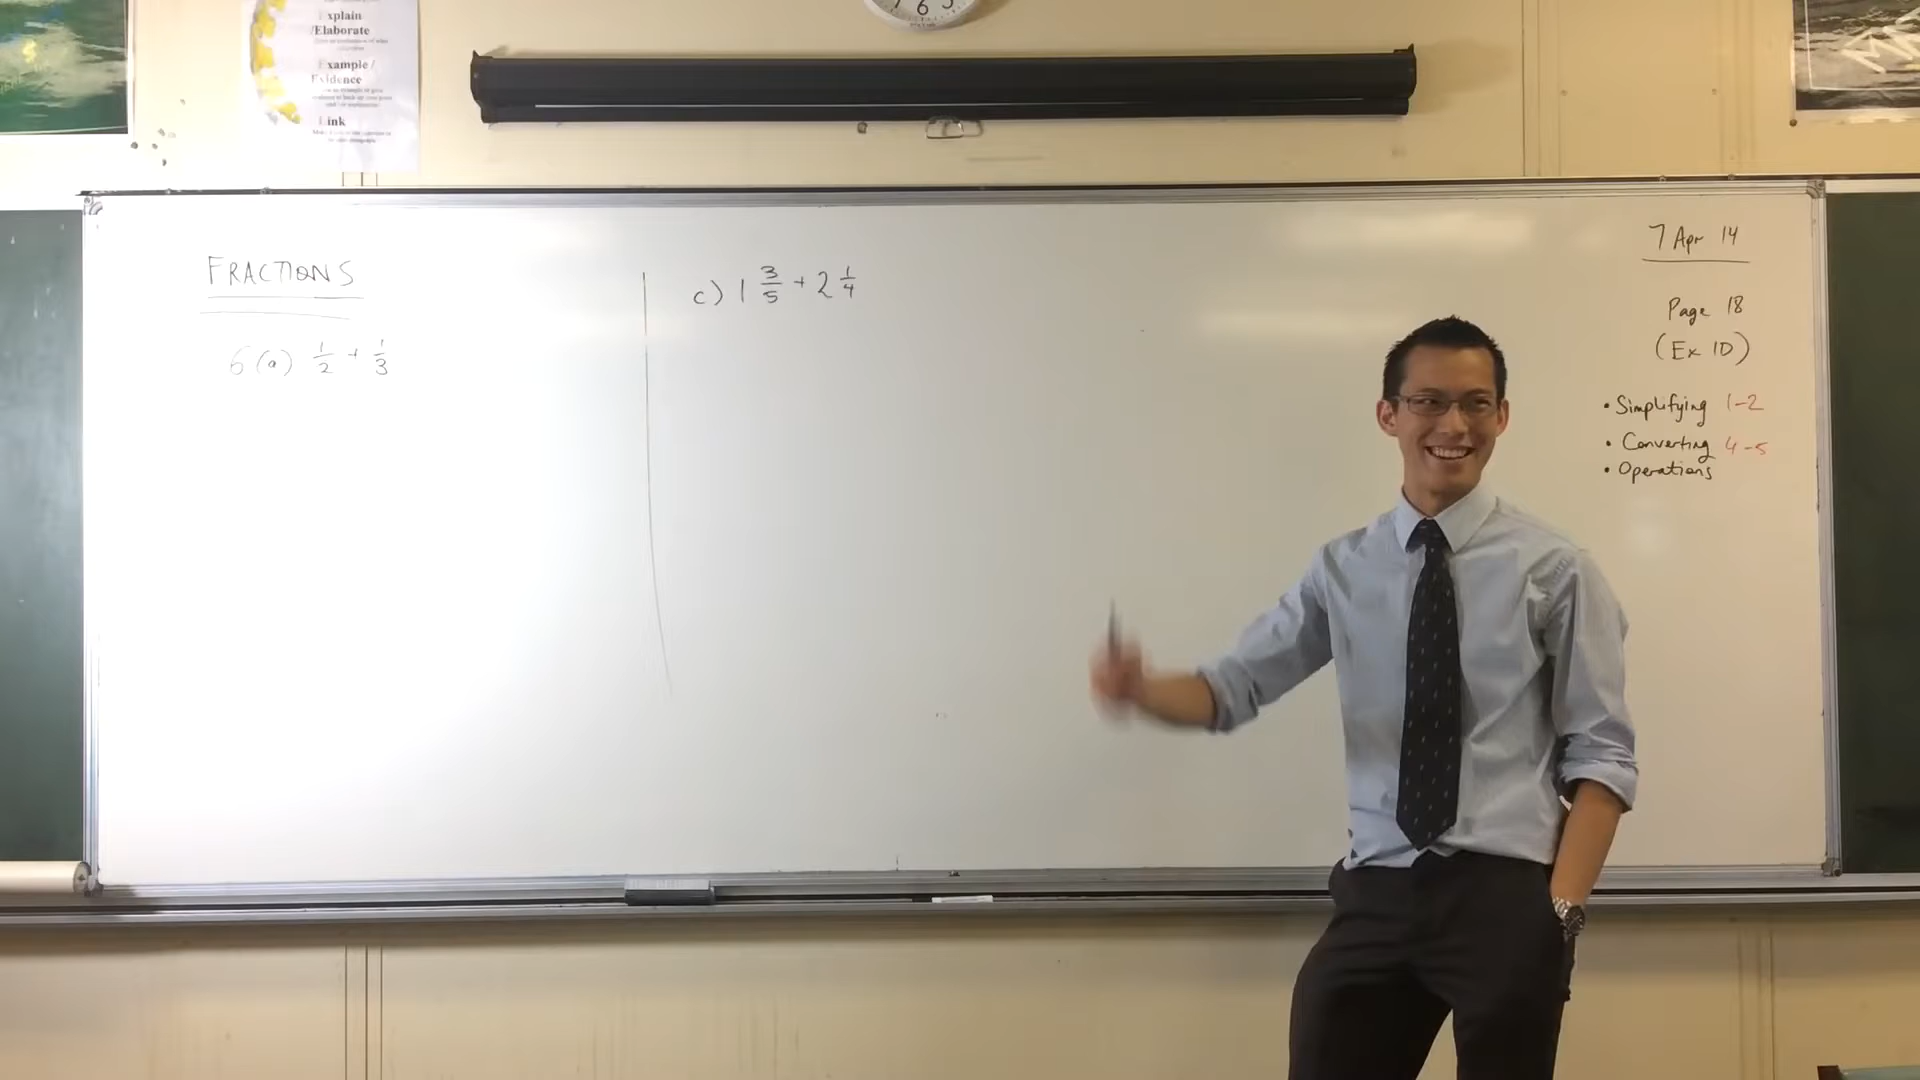 Explain
/Elaborate
Example /
Evidence
Link
6
FRACTIONS
6 (a) 1/2 + 1/3
c) 1 3/5 + 2 1/4
7 Apr 14
Page 18
(Ex 1D)
• Simplifying 1-2
• Converting 4-5
• Operations